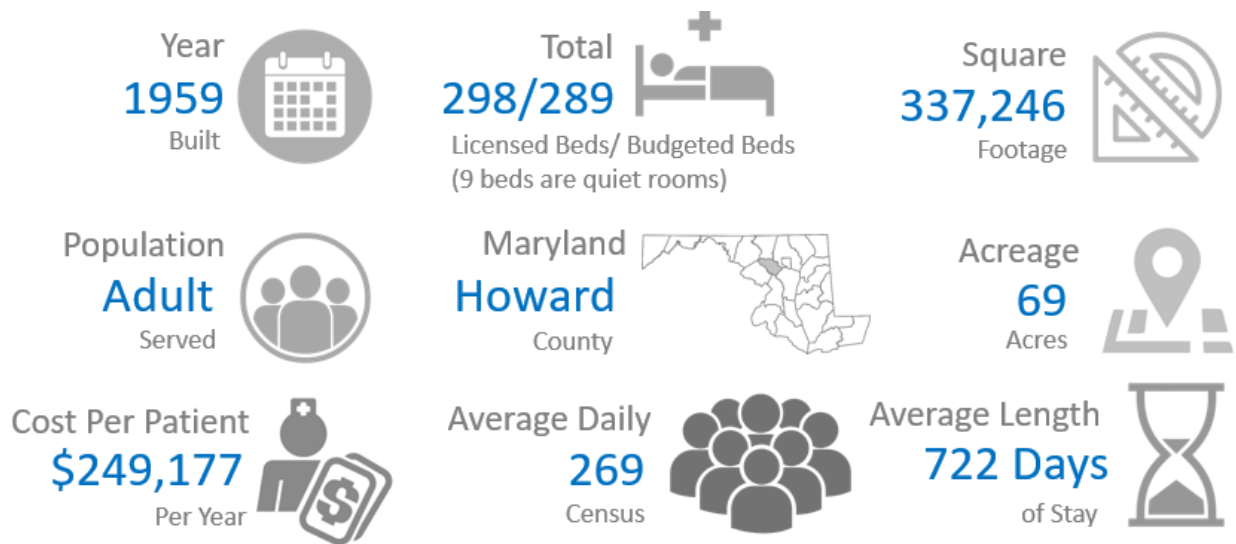 Year
1959
Built
Total
298/289
Licensed Beds/ Budgeted Beds
(9 beds are quiet rooms)
Square
337,246
Footage
Population
Adult
Served
Maryland
Howard
County
Acreage
69
Acres
Cost Per Patient
$249,177
Per Year
$
Average Daily
269
Census
Average Length
722 Days
of Stay